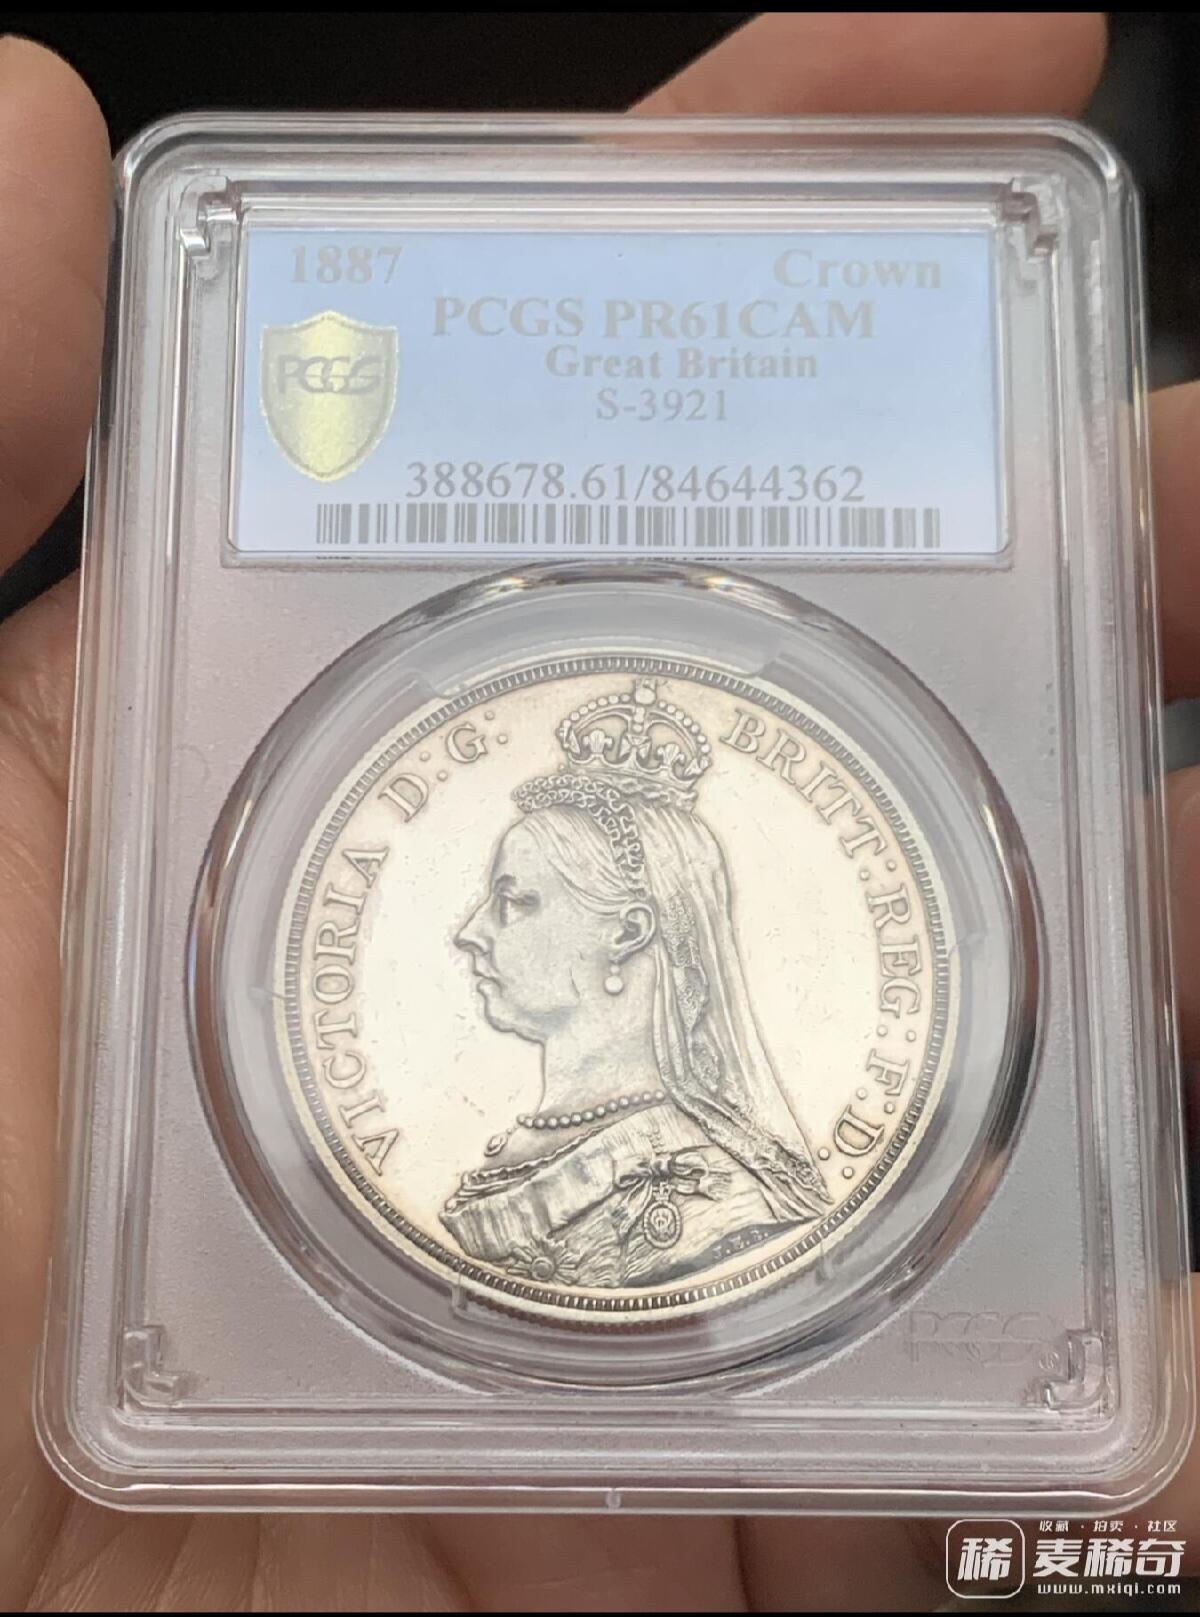 1887 Crown
PCGS PR61CAM
Great Britain
S-3921
PCGS
388678.61/84644362
VICTORIA D:G: BRITT:REG:F:D:
J.E.B.
PCGS
稀 收藏·拍卖·社区
麦稀奇
www.mxiqi.com